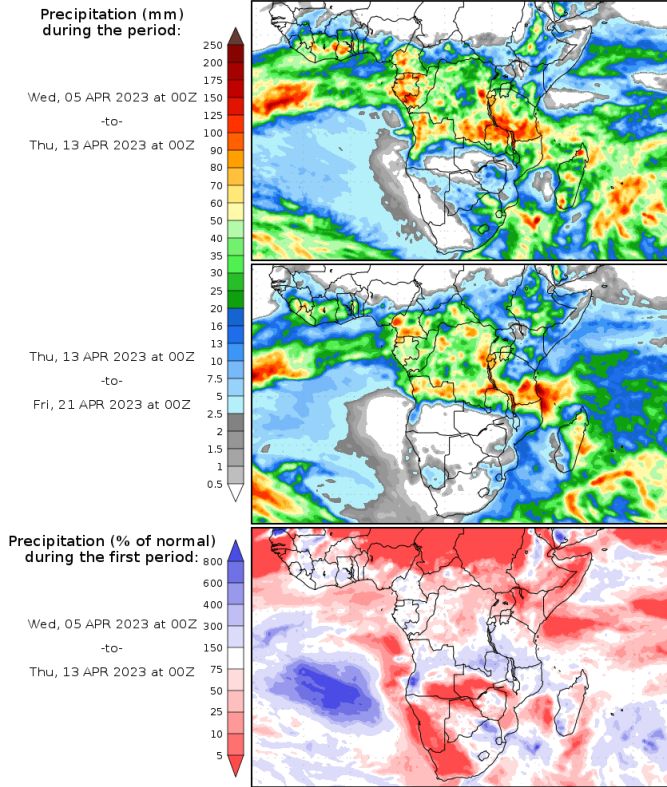 Precipitation (mm)
during the period:
Wed, 05 APR 2023 at 00Z
-to-
Thu, 13 APR 2023 at 00Z
Thu, 13 APR 2023 at 00Z
-to-
Fri, 21 APR 2023 at 00Z
250
200
175
150
125
100
90
80
70
60
50
40
35
30
25
20
16
13
10
7.5
5
2.5
2
1.5
1
0.5
Precipitation (% of normal)
during the first period:
Wed, 05 APR 2023 at 00Z
-to-
Thu, 13 APR 2023 at 00Z
800
600
400
300
150
75
50
25
10
5